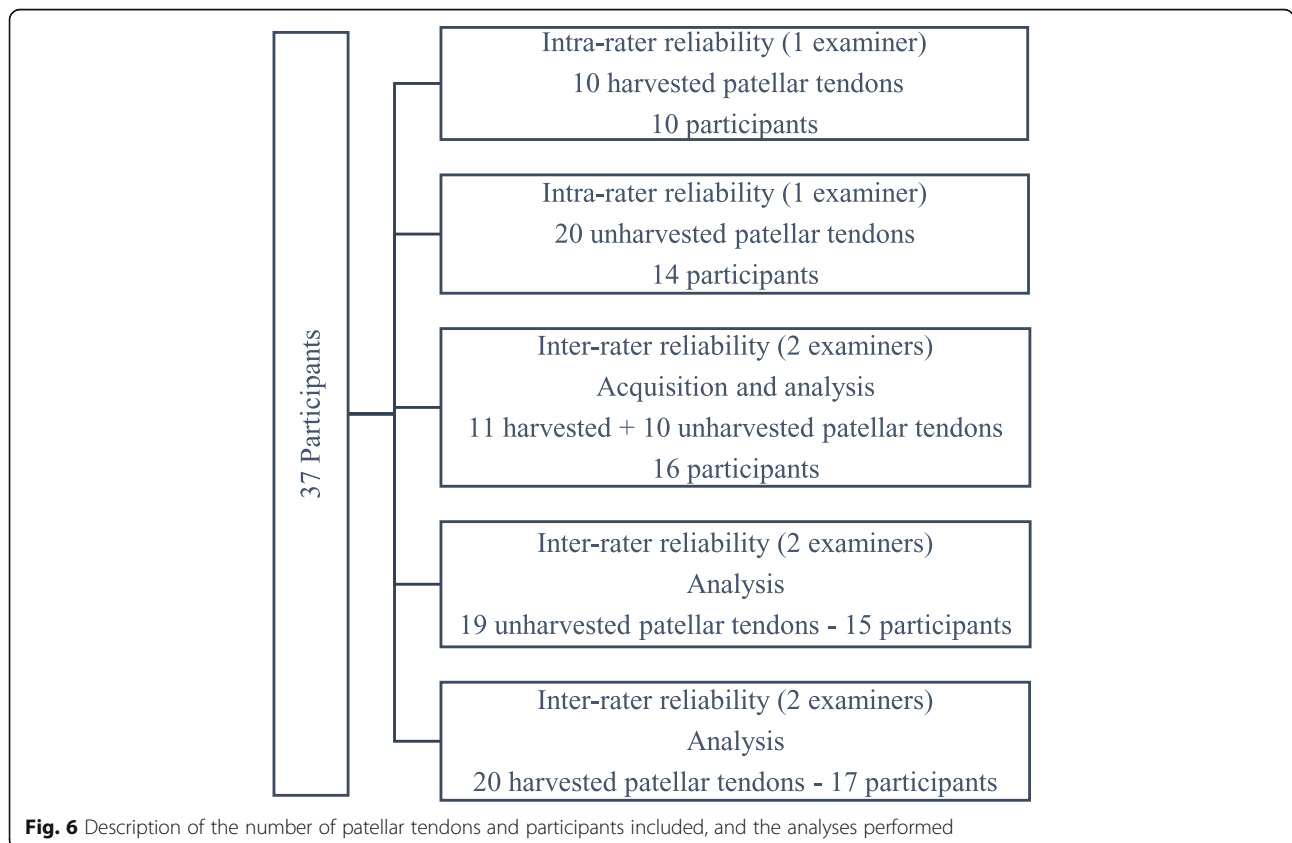 37 Participants
Intra-rater reliability (1 examiner)
10 harvested patellar tendons
10 participants
Intra-rater reliability (1 examiner)
20 unharvested patellar tendons
14 participants
Inter-rater reliability (2 examiners)
Acquisition and analysis
11 harvested + 10 unharvested patellar tendons
16 participants
Inter-rater reliability (2 examiners)
Analysis
19 unharvested patellar tendons - 15 participants
Inter-rater reliability (2 examiners)
Analysis
20 harvested patellar tendons - 17 participants
Fig. 6 Description of the number of patellar tendons and participants included, and the analyses performed